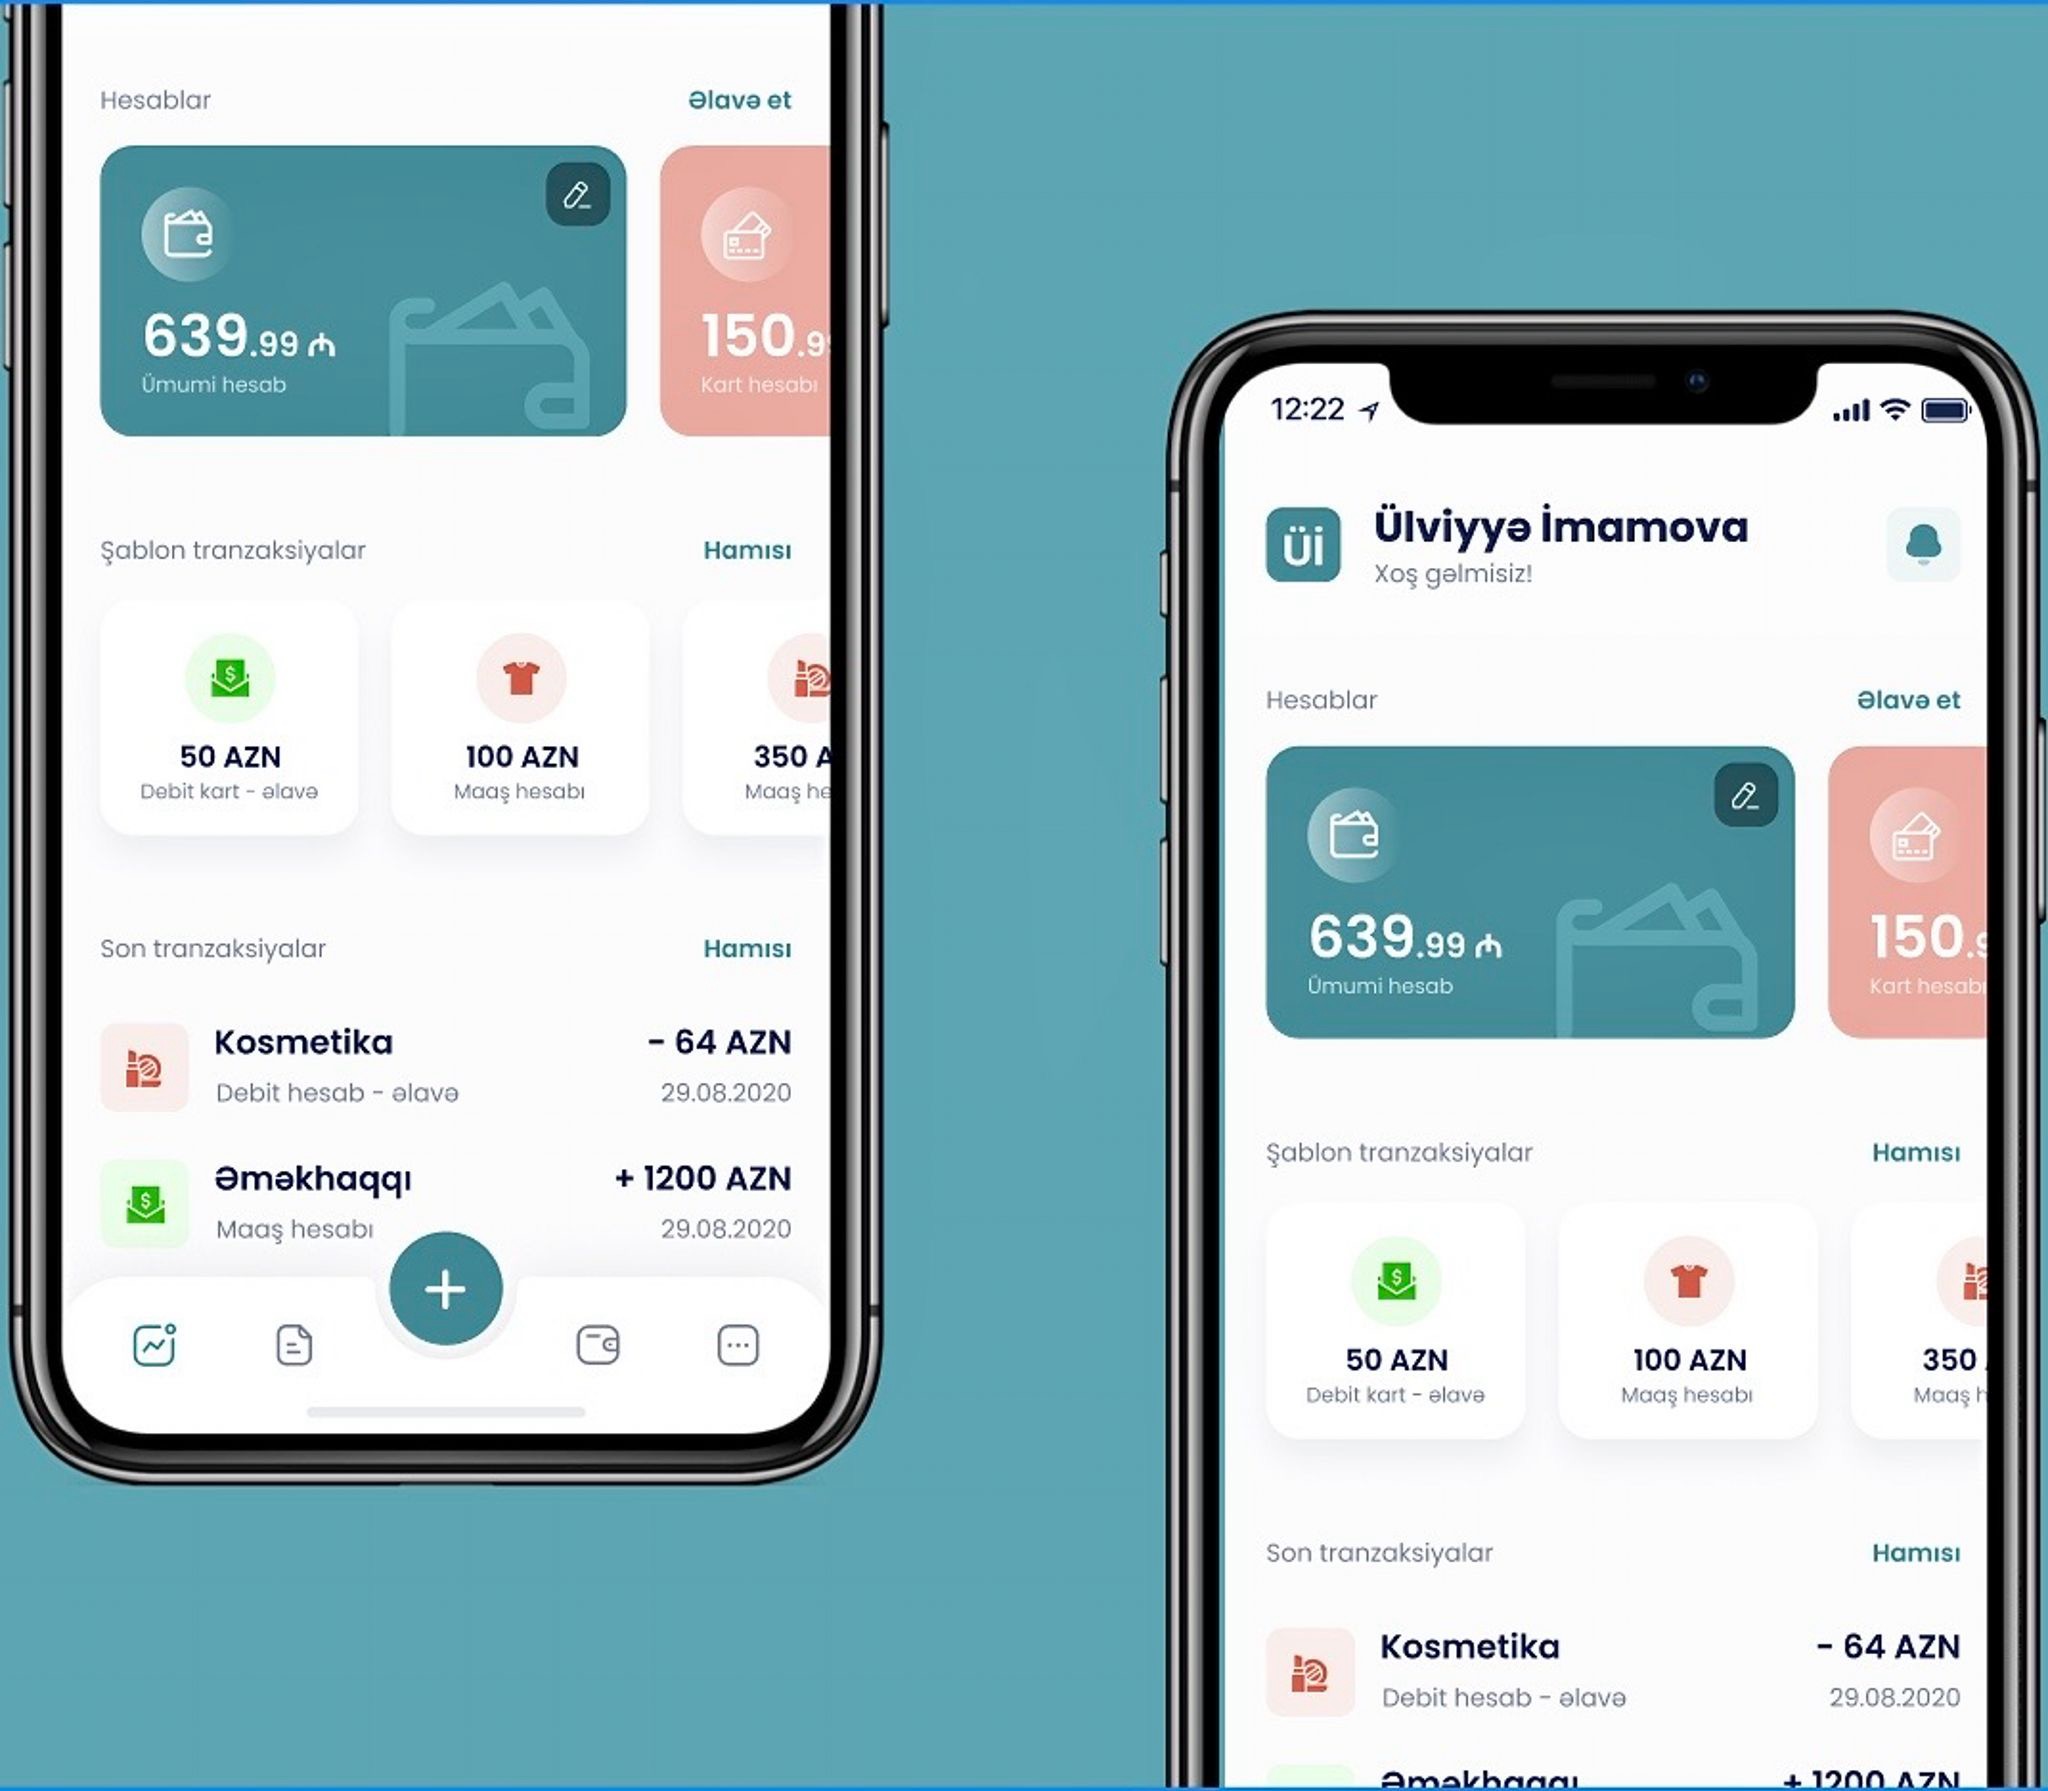 Hesablar Əlavə et
639.99 ₼
Ümumi hesab
150.9
Kart hesabı
Şablon tranzaksiyalar Hamısı
50 AZN
Debit kart - əlavə
100 AZN
Maaş hesabı
350 A
Maaş he
Son tranzaksiyalar Hamısı
Kosmetika - 64 AZN
Debit hesab - əlavə 29.08.2020
Əməkhaqqı + 1200 AZN
Maaş hesabı 29.08.2020
12:22
Üi
Ülviyyə İmamova
Xoş gəlmisiz!
Hesablar Əlavə et
639.99 ₼
Ümumi hesab
150.9
Kart hesabı
Şablon tranzaksiyalar Hamısı
50 AZN
Debit kart - əlavə
100 AZN
Maaş hesabı
350
Maaş h
Son tranzaksiyalar Hamısı
Kosmetika - 64 AZN
Debit hesab - əlavə 29.08.2020
Əməkhaqqı + 1200 AZN